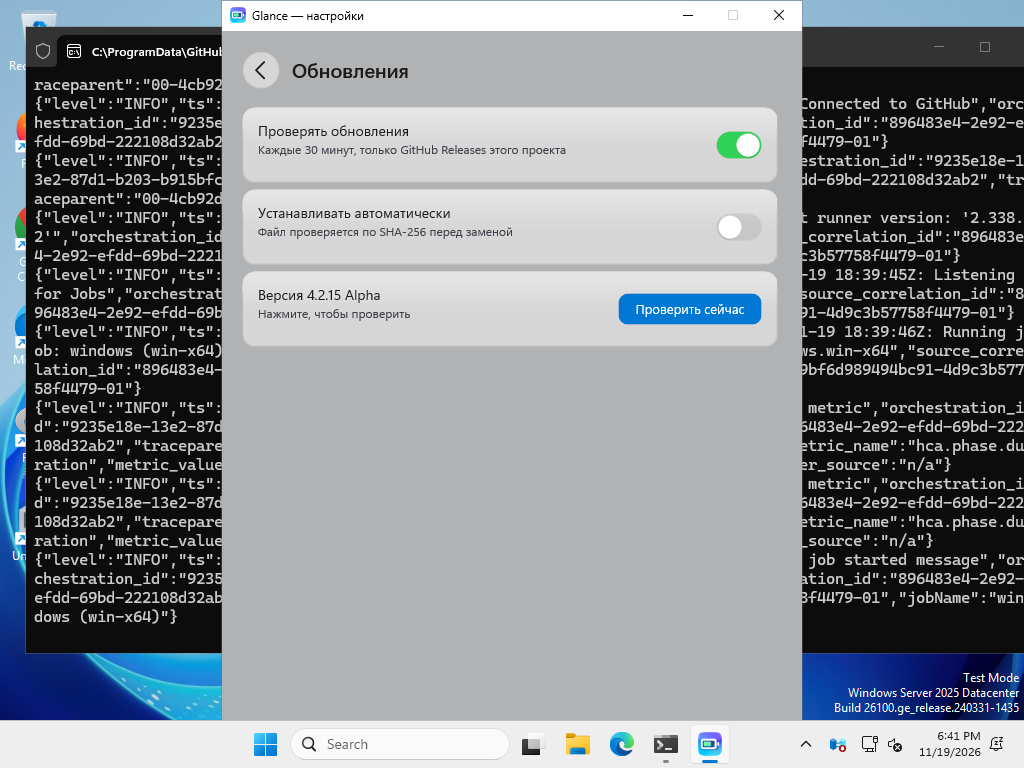 Glance — настройки
Обновления
Проверять обновления
Каждые 30 минут, только GitHub Releases этого проекта
Устанавливать автоматически
Файл проверяется по SHA-256 перед заменой
Версия 4.2.15 Alpha
Нажмите, чтобы проверить
Проверить сейчас
C:\ProgramData\GitHu
raceparent":"00-4cb92
{"level":"INFO","ts":
Connected to GitHub","orc
hestration_id":"9235e
tion_id":"896483e4-2e92-e
fdd-69bd-222108d32ab2
f4479-01"}
{"level":"INFO","ts":
estration_id":"9235e18e-1
3e2-87d1-b203-b915bfc
dd-69bd-222108d32ab2","tr
aceparent":"00-4cb92d
{"level":"INFO","ts":
t runner version: '2.338.
2'","orchestration_id
_correlation_id":"896483e
4-2e92-efdd-69bd-222
c3b57758f4479-01"}
{"level":"INFO","ts":
-19 18:39:45Z: Listening
for Jobs","orchestrat
source_correlation_id":"8
96483e4-2e92-efdd-69b
91-4d9c3b57758f4479-01"}
{"level":"INFO","ts":
1-19 18:39:46Z: Running j
ob: windows (win-x64)
ws.win-x64","source_corre
lation_id":"896483e4-
9bf6d989494bc91-4d9c3b577
58f4479-01"}
{"level":"INFO","ts":
metric","orchestration_i
d":"9235e18e-13e2-87d
6483e4-2e92-efdd-69bd-222
108d32ab2","tracepare
etric_name":"hca.phase.du
ration","metric_value
er_source":"n/a"}
{"level":"INFO","ts":
metric","orchestration_i
d":"9235e18e-13e2-87d
6483e4-2e92-efdd-69bd-222
108d32ab2","tracepare
etric_name":"hca.phase.du
ration","metric_value
_source":"n/a"}
{"level":"INFO","ts":
job started message","or
chestration_id":"9235
ation_id":"896483e4-2e92-
efdd-69bd-222108d32ab
8f4479-01","jobName":"win
dows (win-x64)"}
Test Mode
Windows Server 2025 Datacenter
Build 26100.ge_release.240331-1435
Search
6:41 PM
11/19/2026